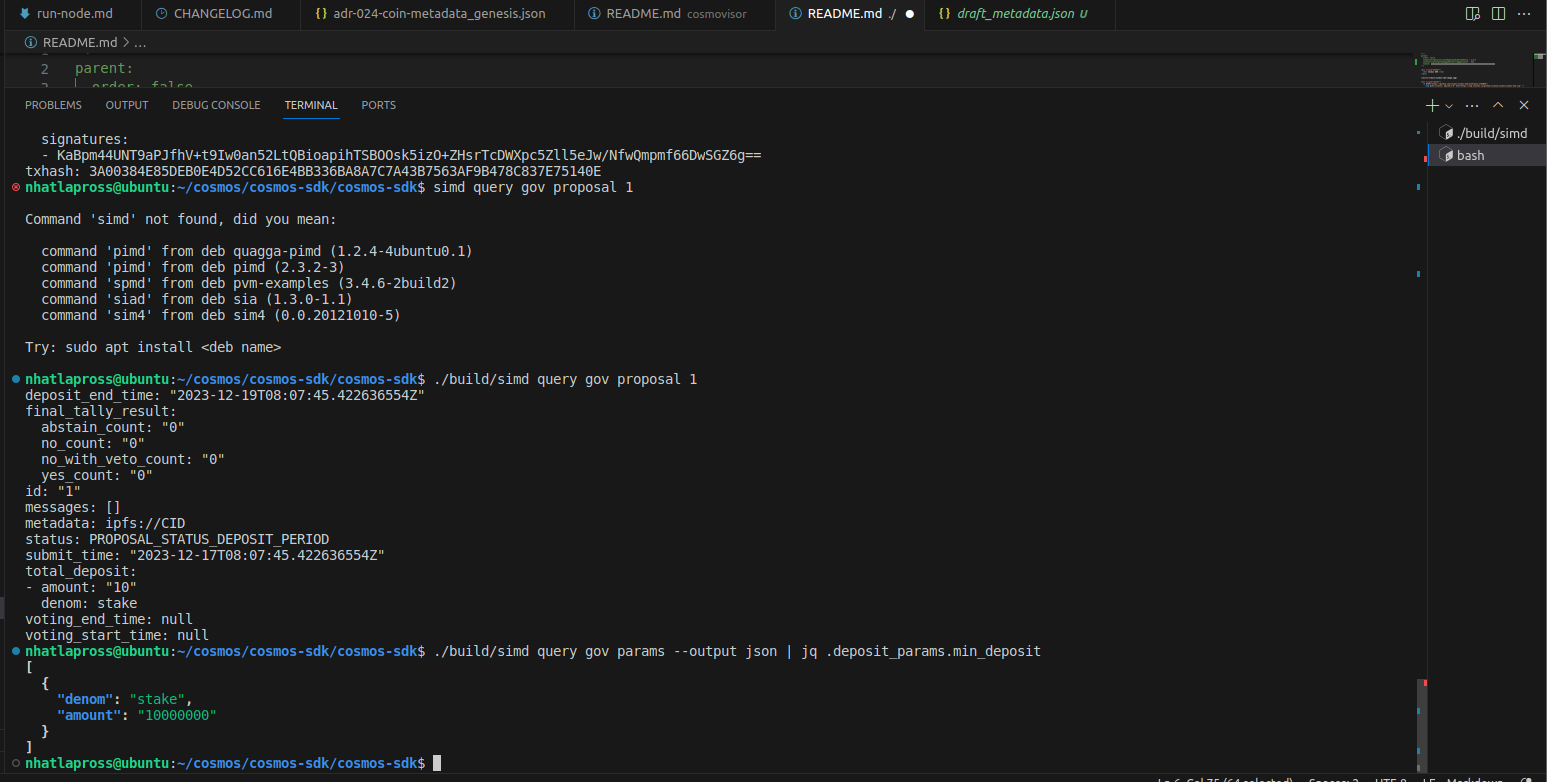 run-node.md CHANGELOG.md {} adr-024-coin-metadata_genesis.json README.md cosmovisor README.md ./ {} draft_metadata.json U
README.md > ...
2 parent:
order: false
PROBLEMS OUTPUT DEBUG CONSOLE TERMINAL PORTS
signatures:
- KaBpm44UNT9aPJfhV+t9Iw0an52LtQBioapihTSBOOsk5izO+ZHsrTcDWXpc5Zll5eJw/NfwQmpmf66DwSGZ6g==
txhash: 3A00384E85DEB0E4D52CC616E4BB336BA8A7C7A43B7563AF9B478C837E75140E
nhatlapross@ubuntu:~/cosmos/cosmos-sdk/cosmos-sdk$ simd query gov proposal 1
Command 'simd' not found, did you mean:
command 'pimd' from deb quagga-pimd (1.2.4-4ubuntu0.1)
command 'pimd' from deb pimd (2.3.2-3)
command 'spmd' from deb pvm-examples (3.4.6-2build2)
command 'siad' from deb sia (1.3.0-1.1)
command 'sim4' from deb sim4 (0.0.20121010-5)
Try: sudo apt install <deb name>
nhatlapross@ubuntu:~/cosmos/cosmos-sdk/cosmos-sdk$ ./build/simd query gov proposal 1
deposit_end_time: "2023-12-19T08:07:45.422636554Z"
final_tally_result:
abstain_count: "0"
no_count: "0"
no_with_veto_count: "0"
yes_count: "0"
id: "1"
messages: []
metadata: ipfs://CID
status: PROPOSAL_STATUS_DEPOSIT_PERIOD
submit_time: "2023-12-17T08:07:45.422636554Z"
total_deposit:
- amount: "10"
denom: stake
voting_end_time: null
voting_start_time: null
nhatlapross@ubuntu:~/cosmos/cosmos-sdk/cosmos-sdk$ ./build/simd query gov params --output json | jq .deposit_params.min_deposit
[
{
"denom": "stake",
"amount": "10000000"
}
]
nhatlapross@ubuntu:~/cosmos/cosmos-sdk/cosmos-sdk$
./build/simd
bash